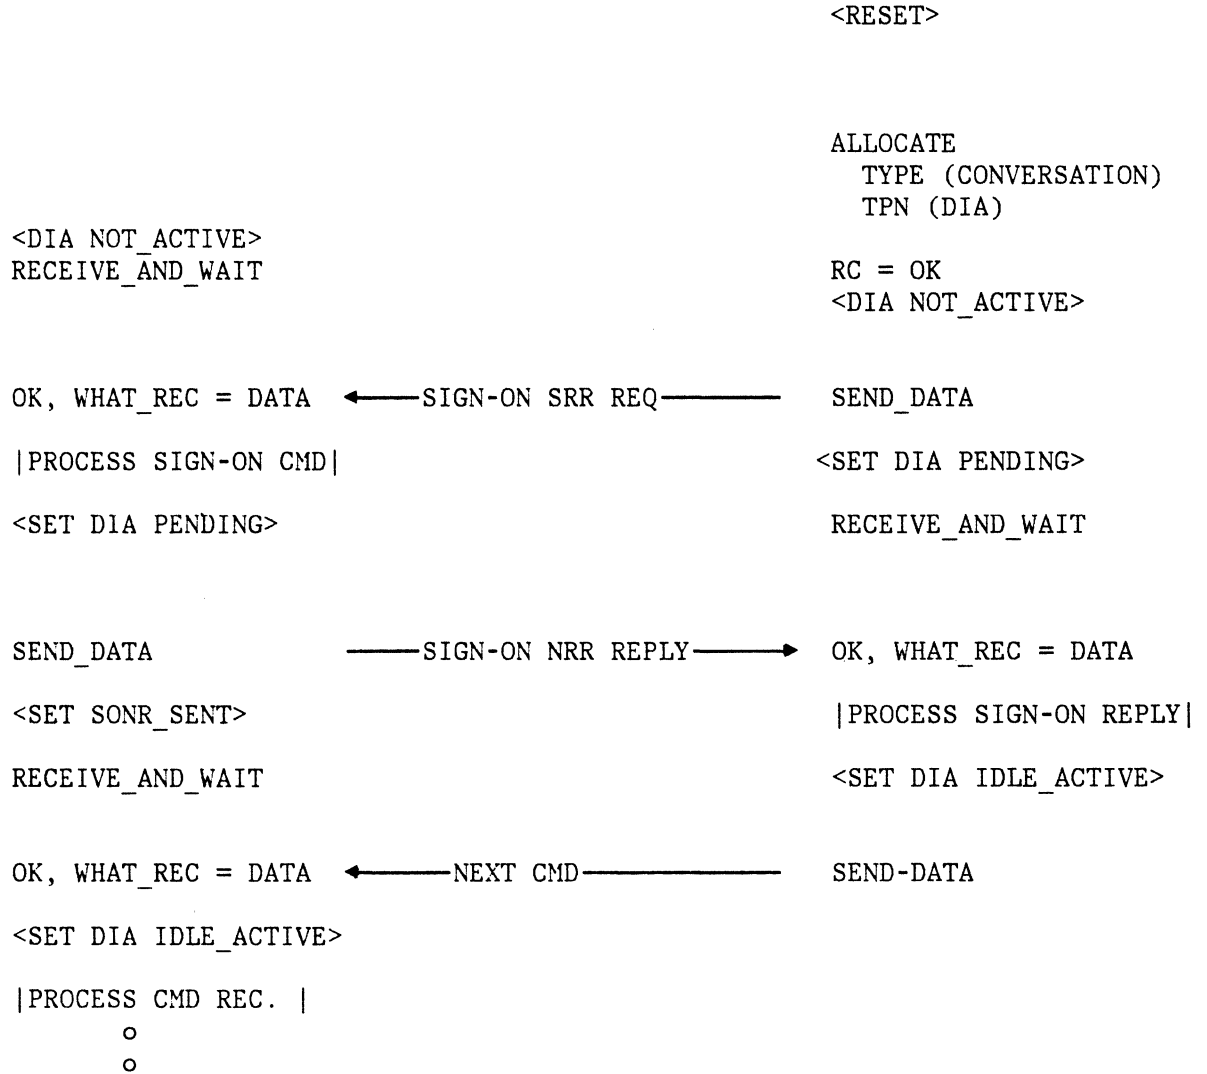 <RESET>
ALLOCATE
TYPE (CONVERSATION)
TPN (DIA)
<DIA NOT_ACTIVE>
RECEIVE_AND_WAIT RC = OK
<DIA NOT_ACTIVE>
OK, WHAT_REC = DATA SIGN-ON SRR REQ SEND_DATA
|PROCESS SIGN-ON CMD| <SET DIA PENDING>
<SET DIA PENDING> RECEIVE_AND_WAIT
SEND_DATA SIGN-ON NRR REPLY OK, WHAT_REC = DATA
<SET SONR_SENT> |PROCESS SIGN-ON REPLY|
RECEIVE_AND_WAIT <SET DIA IDLE_ACTIVE>
OK, WHAT_REC = DATA NEXT CMD SEND-DATA
<SET DIA IDLE_ACTIVE>
|PROCESS CMD REC. |
o
o